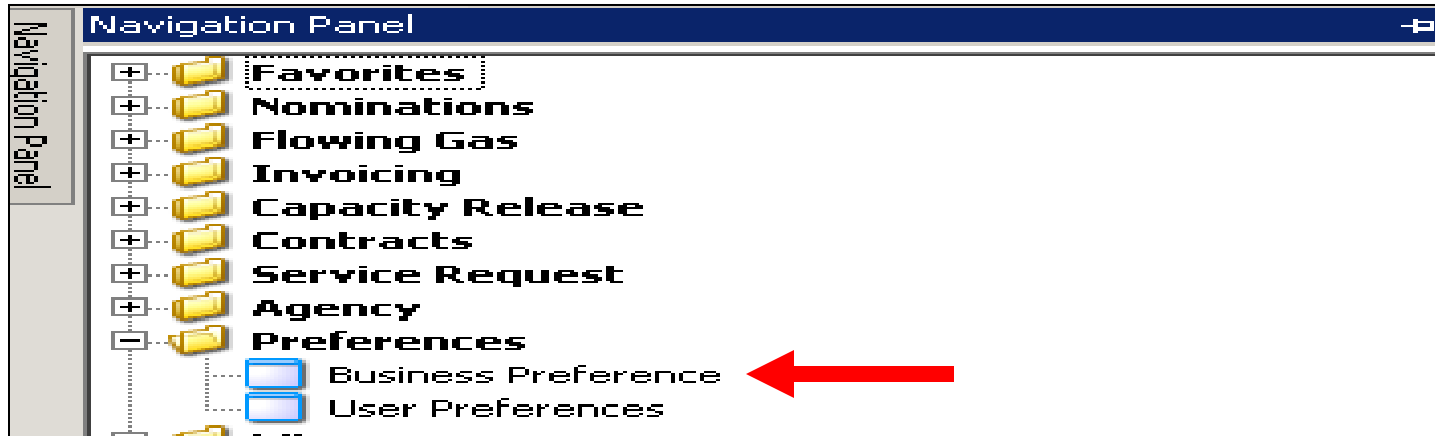 Navigation Panel
Navigation Panel
Favorites
Nominations
Flowing Gas
Invoicing
Capacity Release
Contracts
Service Request
Agency
Preferences
Business Preference
User Preferences